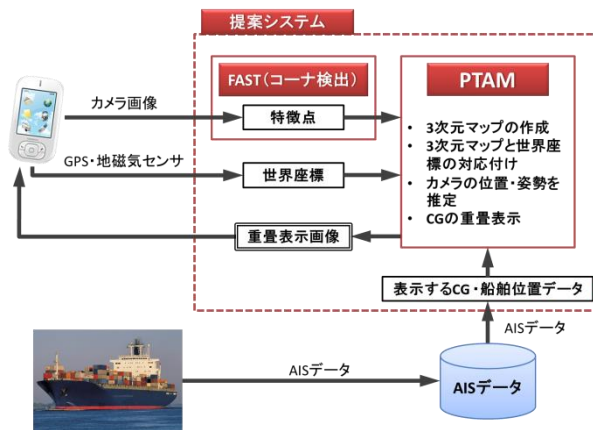 提案システム
FAST(コーナ検出)
PTAM
カメラ画像
特徴点
・ 3次元マップの作成
・ 3次元マップと世界座
標の対応付け
・ カメラの位置・姿勢を
推定
・ CGの重畳表示
GPS・地磁気センサ
世界座標
重畳表示画像
表示するCG・船舶位置データ
AISデータ
AISデータ
AISデータ